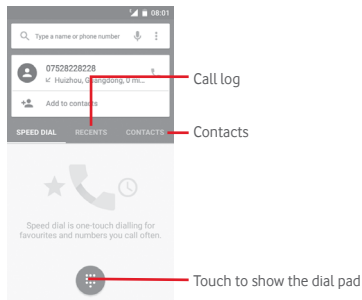 08:01
Type a name or phone number
07528228228
Huizhou, Guangdong, 0 mi...
Add to contacts
SPEED DIAL RECENTS CONTACTS
Speed dial is one-touch dialling for
favourites and numbers you call often.
Call log
Contacts
Touch to show the dial pad